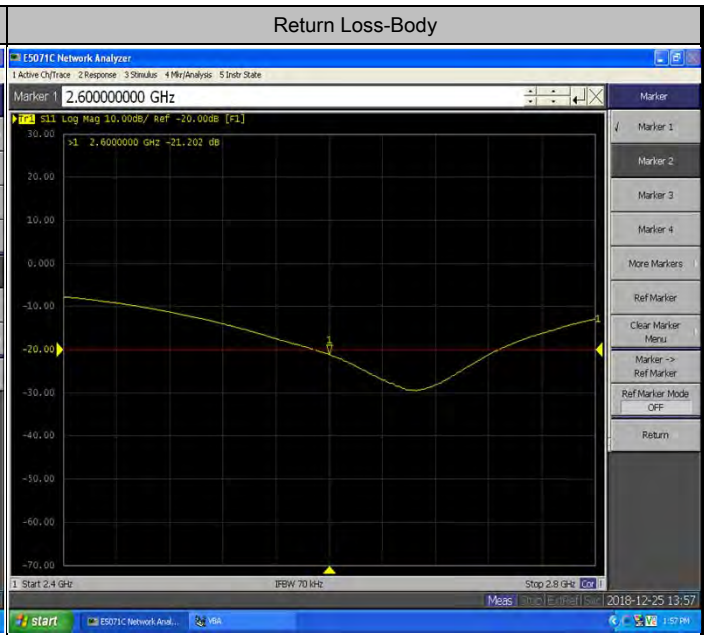 Return Loss-Body
E5071C Network Analyzer
1 Active Ch/Trace 2 Response 3 Stimulus 4 Mkr/Analysis 5 Instr State
Marker 1 2.600000000 GHz
Marker
Tr1 S11 Log Mag 10.00dB/ Ref -20.00dB [F1]
>1 2.6000000 GHz -21.202 dB
30.00
20.00
10.00
0.000
-10.00
-20.00
-30.00
-40.00
-50.00
-60.00
-70.00
1
1
Marker 1
Marker 2
Marker 3
Marker 4
More Markers
Ref Marker
Clear Marker
Menu
Marker ->
Ref Marker
Ref Marker Mode
OFF
Return
1 Start 2.4 GHz
IFBW 70 kHz
Stop 2.8 GHz Cor
Meas Stop ExtRef Svc 2018-12-25 13:57
start
E5071C Network Anal...
VBA
1:57 PM